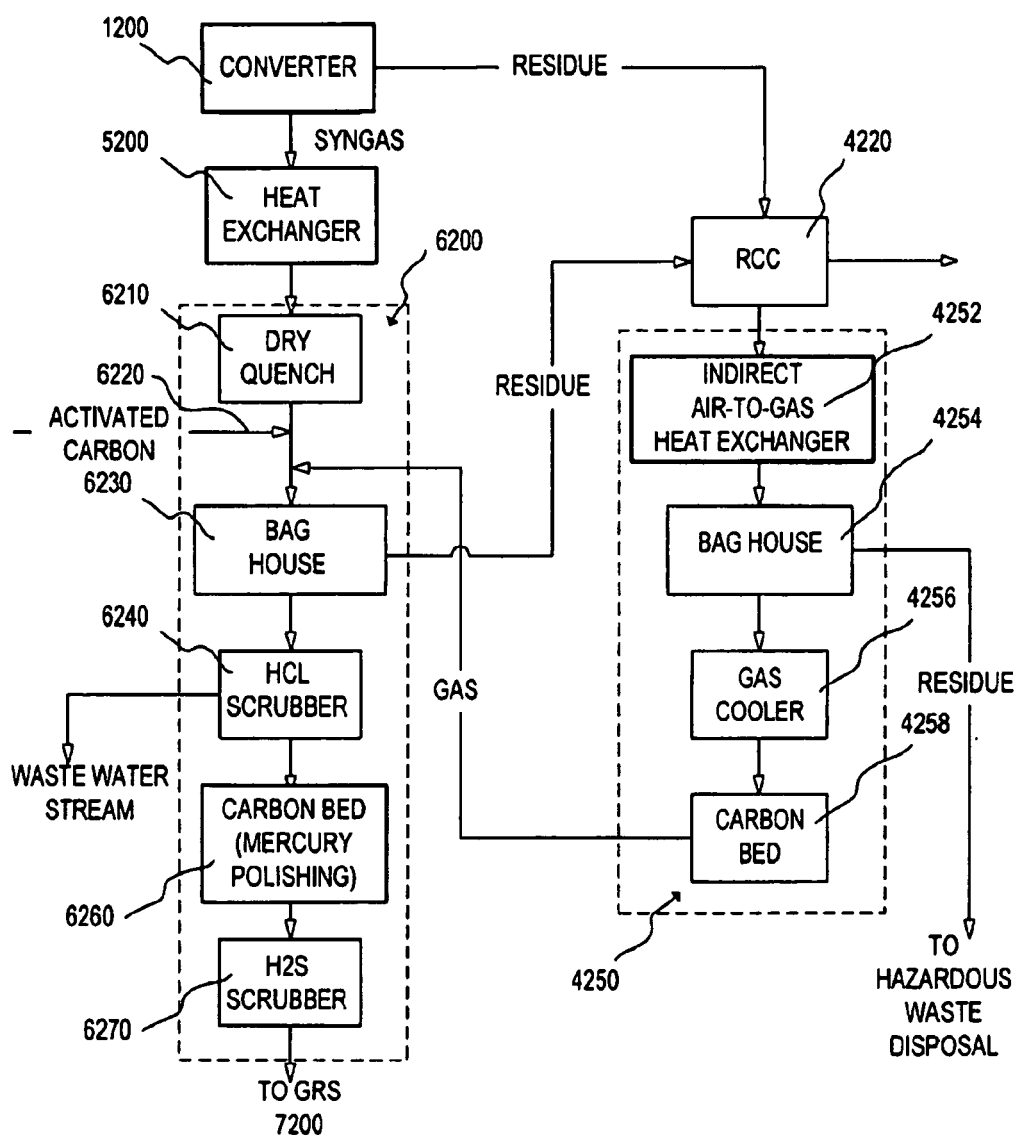 1200
CONVERTER
RESIDUE
SYNGAS
5200
HEAT
EXCHANGER
4220
RCC
6200
6210
DRY
QUENCH
6220
ACTIVATED
CARBON
RESIDUE
4252
INDIRECT
AIR-TO-GAS
HEAT EXCHANGER
4254
6230
BAG
HOUSE
BAG HOUSE
6240
HCL
SCRUBBER
GAS
4256
GAS
COOLER
RESIDUE
4258
WASTE WATER
STREAM
CARBON BED
(MERCURY
POLISHING)
CARBON
BED
6260
H2S
SCRUBBER
6270
4250
TO
HAZARDOUS
WASTE
DISPOSAL
TO GRS
7200